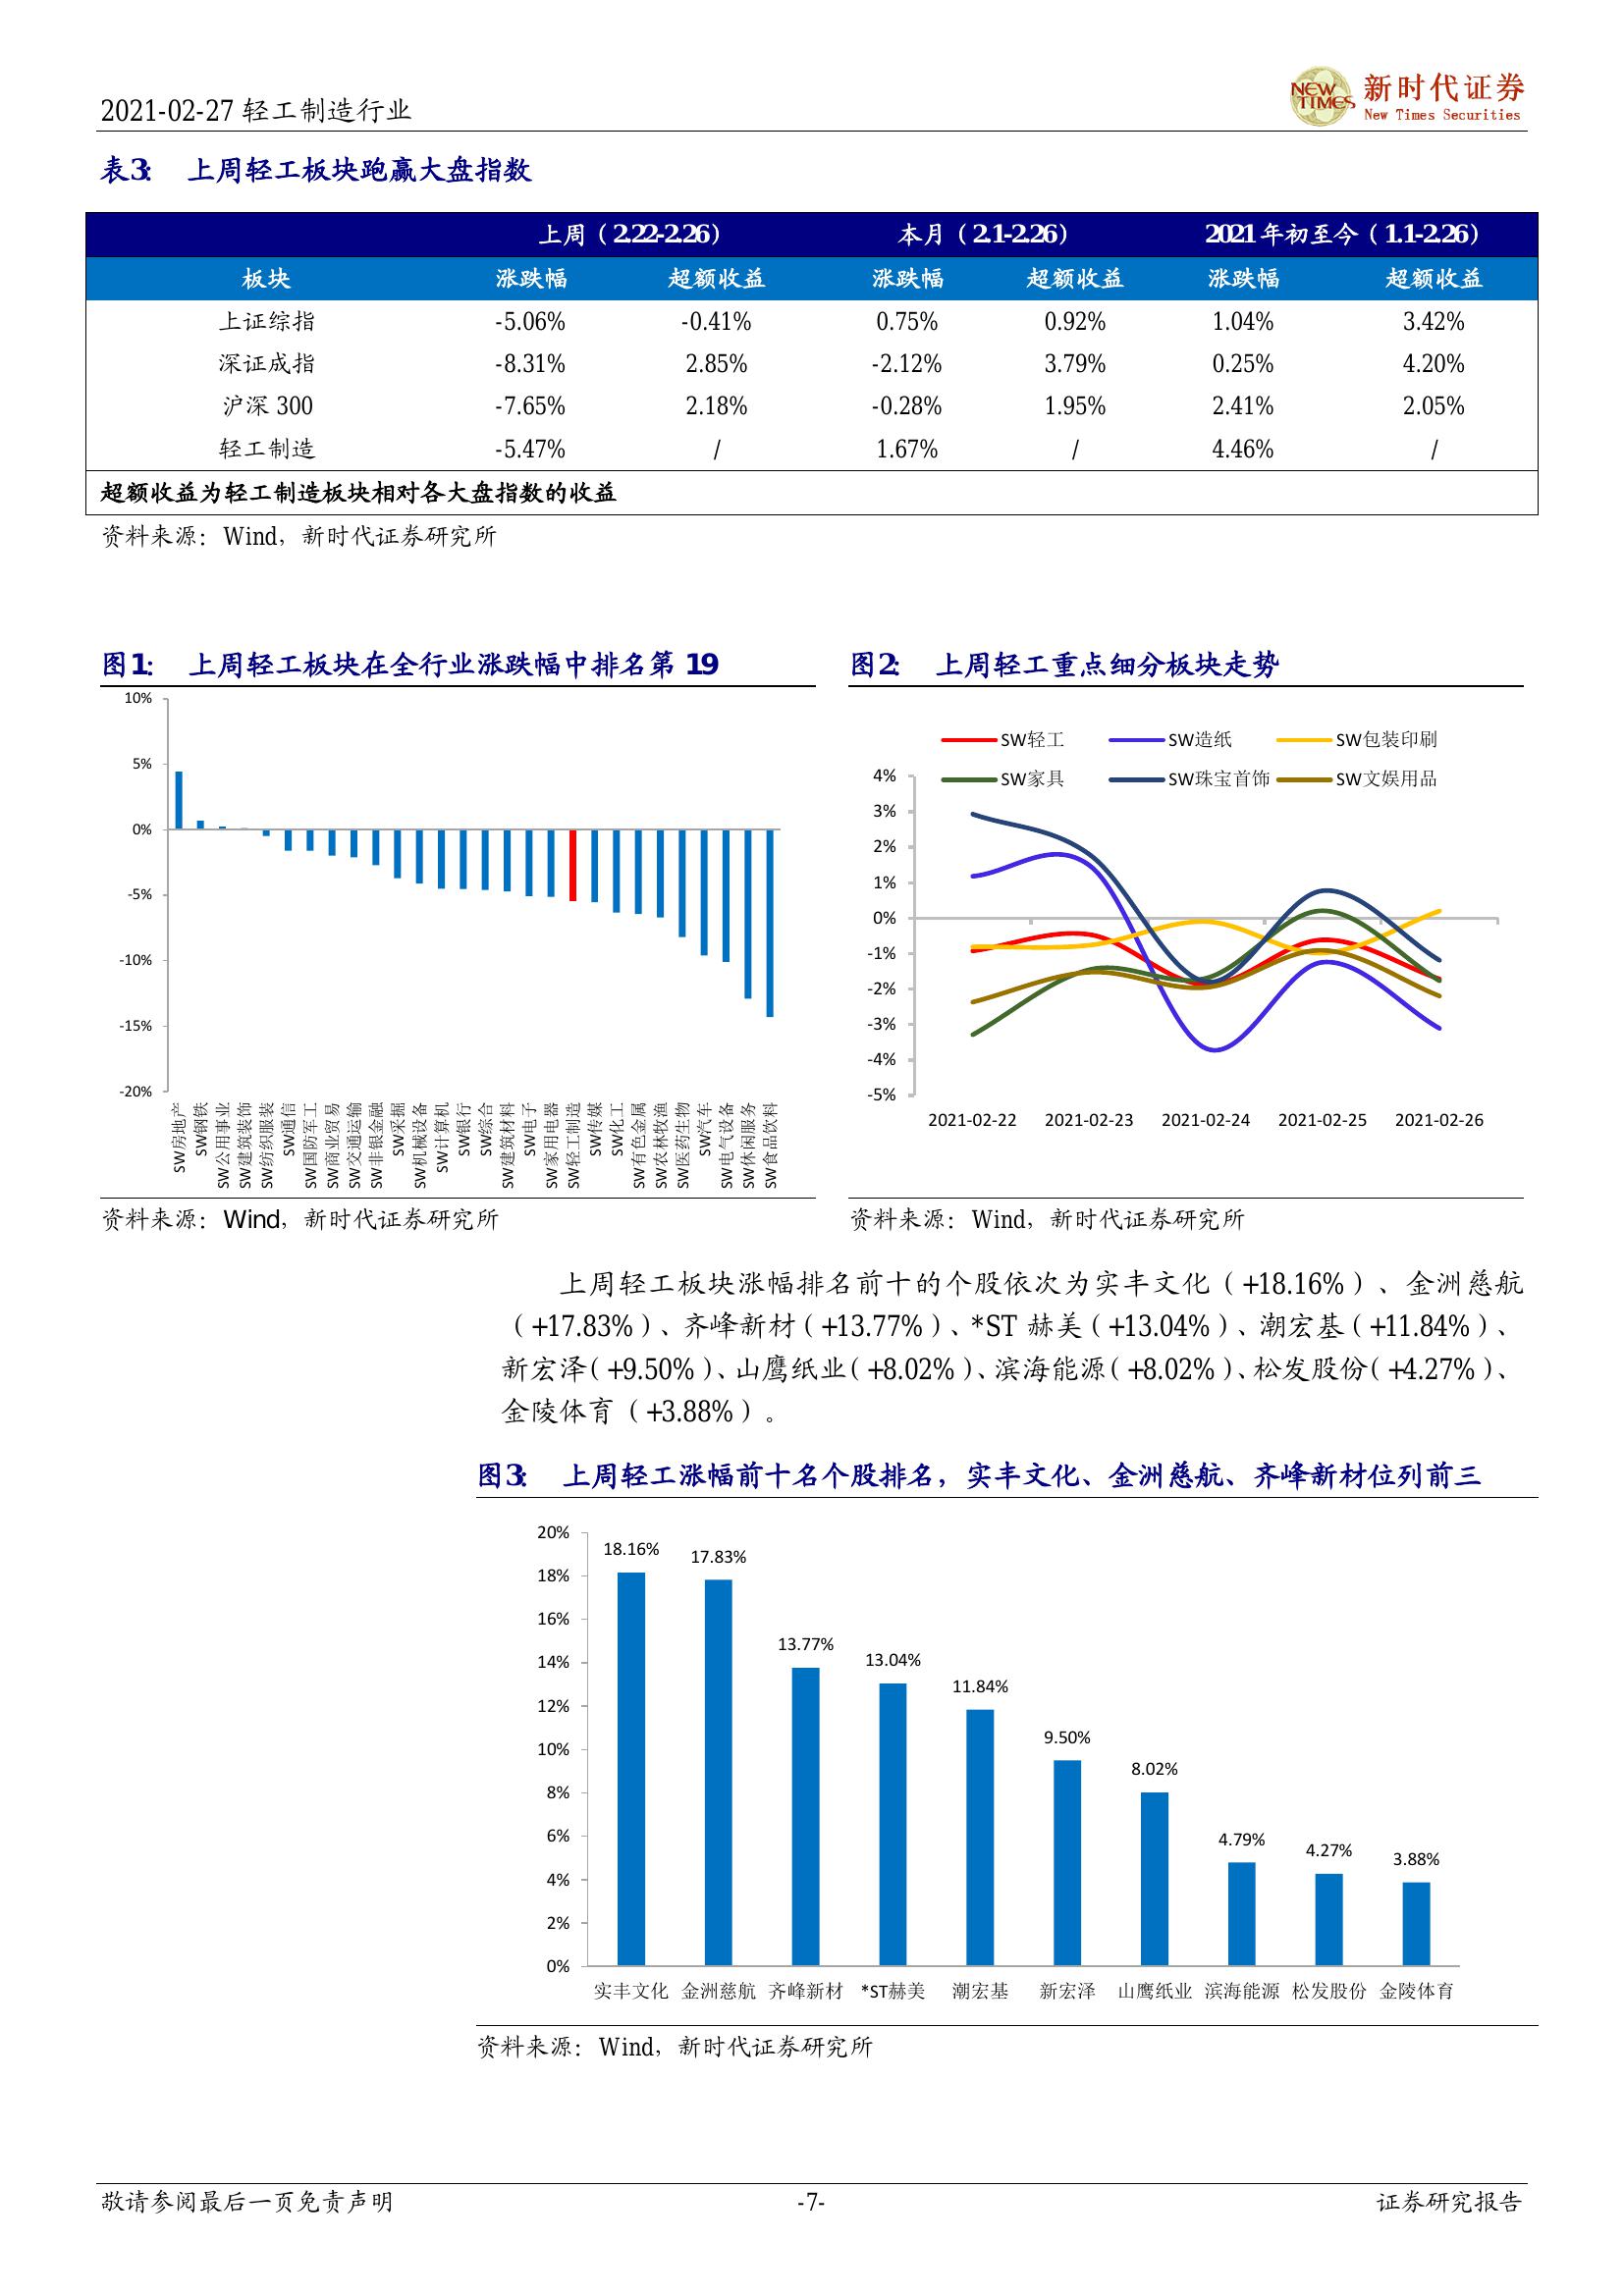 2021-02-27 轻工制造行业
NEW TIMES
新时代证券
New Times Securities
表3: 上周轻工板块跑赢大盘指数
上周（2.22-2.26） 本月（2.1-2.26） 2021 年初至今（1.1-2.26）
板块 涨跌幅 超额收益 涨跌幅 超额收益 涨跌幅 超额收益
上证综指 -5.06% -0.41% 0.75% 0.92% 1.04% 3.42%
深证成指 -8.31% 2.85% -2.12% 3.79% 0.25% 4.20%
沪深 300 -7.65% 2.18% -0.28% 1.95% 2.41% 2.05%
轻工制造 -5.47% / 1.67% / 4.46% /
超额收益为轻工制造板块相对各大盘指数的收益
资料来源：Wind，新时代证券研究所
图1: 上周轻工板块在全行业涨跌幅中排名第 19
10%
5%
0%
-5%
-10%
-15%
-20%
SW房地产
SW钢铁
SW公用事业
SW建筑装饰
SW纺织服装
SW通信
SW国防军工
SW商业贸易
SW交通运输
SW非银金融
SW采掘
SW机械设备
SW计算机
SW银行
SW综合
SW建筑材料
SW电子
SW家用电器
SW轻工制造
SW传媒
SW化工
SW有色金属
SW农林牧渔
SW医药生物
SW汽车
SW电气设备
SW休闲服务
SW食品饮料
资料来源：Wind，新时代证券研究所
图2: 上周轻工重点细分板块走势
SW轻工 SW造纸 SW包装印刷
SW家具 SW珠宝首饰 SW文娱用品
4%
3%
2%
1%
0%
-1%
-2%
-3%
-4%
-5%
2021-02-22 2021-02-23 2021-02-24 2021-02-25 2021-02-26
资料来源：Wind，新时代证券研究所
上周轻工板块涨幅排名前十的个股依次为实丰文化（+18.16%）、金洲慈航
（+17.83%）、齐峰新材（+13.77%）、*ST 赫美（+13.04%）、潮宏基（+11.84%）、
新宏泽（+9.50%）、山鹰纸业（+8.02%）、滨海能源（+8.02%）、松发股份（+4.27%）、
金陵体育（+3.88%）。
图3: 上周轻工涨幅前十名个股排名，实丰文化、金洲慈航、齐峰新材位列前三
20%
18%
16%
14%
12%
10%
8%
6%
4%
2%
0%
18.16% 17.83% 13.77% 13.04% 11.84% 9.50% 8.02% 4.79% 4.27% 3.88%
实丰文化 金洲慈航 齐峰新材 *ST赫美 潮宏基 新宏泽 山鹰纸业 滨海能源 松发股份 金陵体育
资料来源：Wind，新时代证券研究所
敬请参阅最后一页免责声明 -7- 证券研究报告